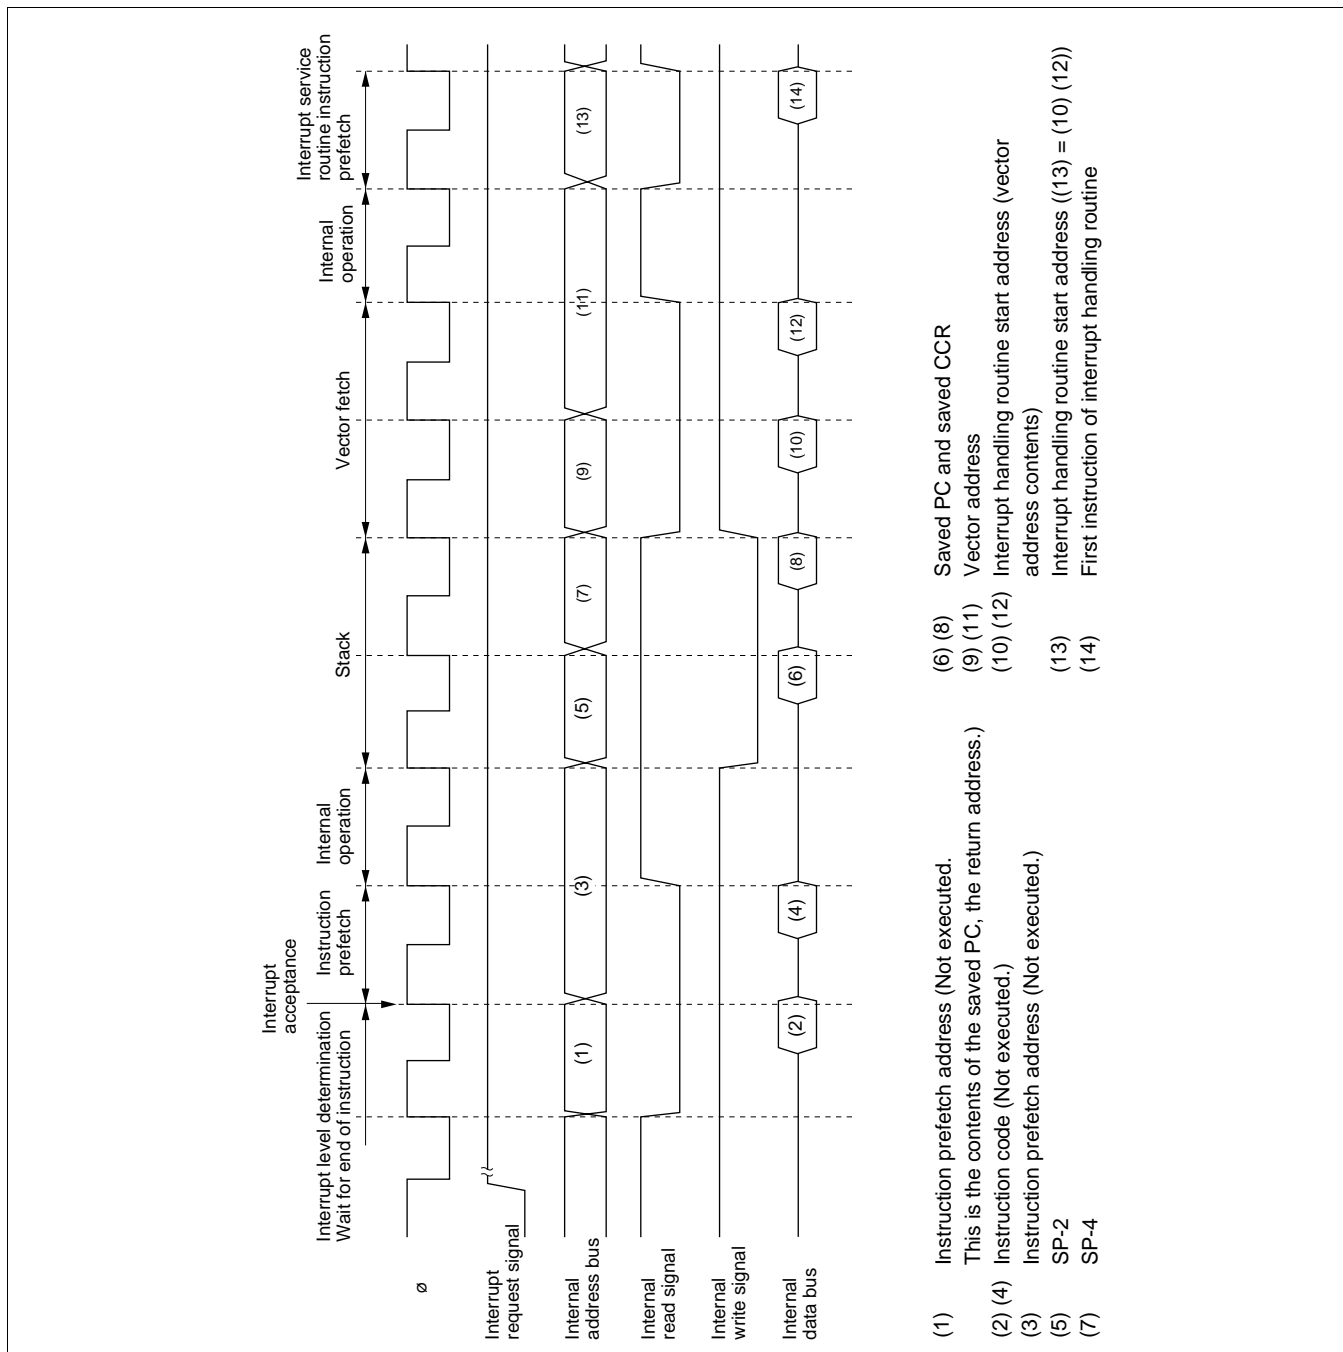 Interrupt
acceptance
Interrupt level determination
Wait for end of instruction
Instruction
prefetch
Internal
operation
Stack
Vector fetch
Internal
operation
Interrupt service
routine instruction
prefetch
ø
Interrupt
request signal
Internal
address bus
(1)
(3)
(5)
(7)
(9)
(11)
(13)
Internal
read signal
Internal
write signal
Internal
data bus
(2)
(4)
(6)
(8)
(10)
(12)
(14)
(1) Instruction prefetch address (Not executed.
This is the contents of the saved PC, the return address.)
(2) (4) Instruction code (Not executed.)
(3) Instruction prefetch address (Not executed.)
(5) SP-2
(7) SP-4
(6) (8) Saved PC and saved CCR
(9) (11) Vector address
(10) (12) Interrupt handling routine start address (vector
address contents)
(13) Interrupt handling routine start address ((13) = (10) (12))
(14) First instruction of interrupt handling routine